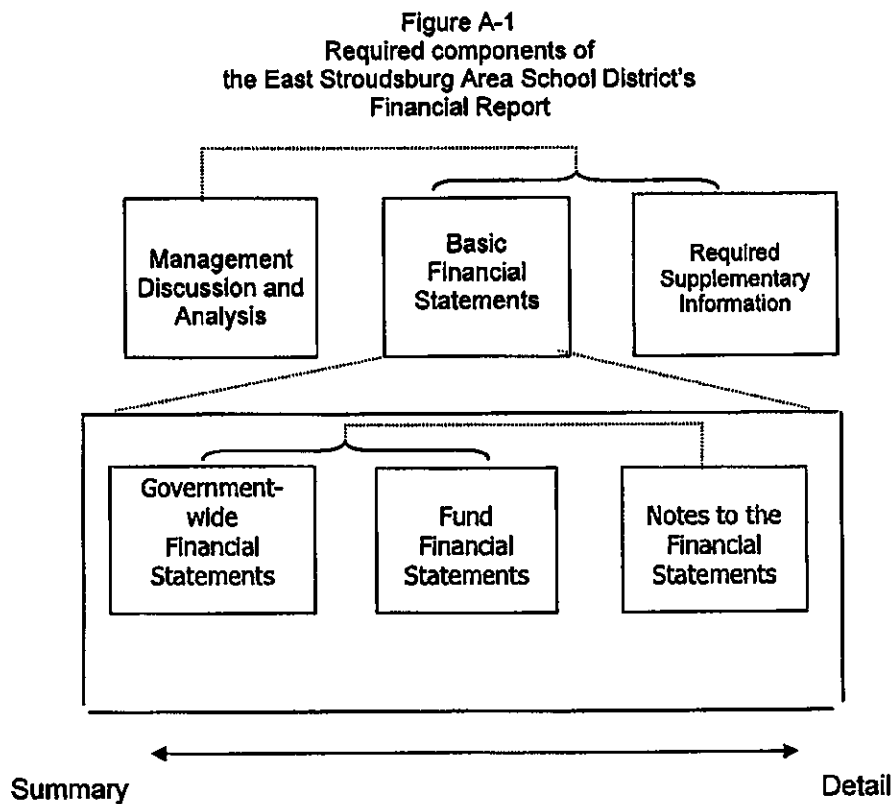 Figure A-1
Required components of
the East Stroudsburg Area School District's
Financial Report
Management
Discussion and
Analysis
Basic
Financial
Statements
Required
Supplementary
Information
Government-
wide
Financial
Statements
Fund
Financial
Statements
Notes to the
Financial
Statements
Summary
Detail